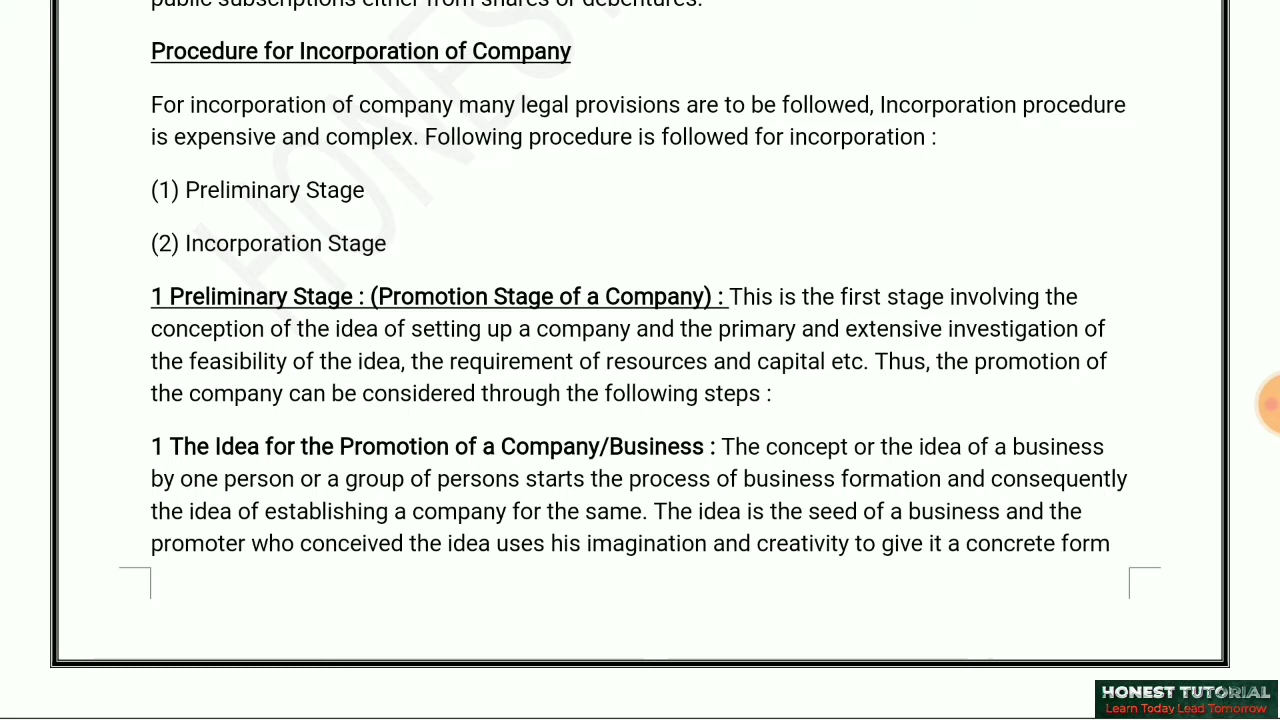 public subscriptions either from shares or debentures.
Procedure for Incorporation of Company
For incorporation of company many legal provisions are to be followed, Incorporation procedure
is expensive and complex. Following procedure is followed for incorporation :
(1) Preliminary Stage
(2) Incorporation Stage
1 Preliminary Stage : (Promotion Stage of a Company) : This is the first stage involving the
conception of the idea of setting up a company and the primary and extensive investigation of
the feasibility of the idea, the requirement of resources and capital etc. Thus, the promotion of
the company can be considered through the following steps :
1 The Idea for the Promotion of a Company/Business : The concept or the idea of a business
by one person or a group of persons starts the process of business formation and consequently
the idea of establishing a company for the same. The idea is the seed of a business and the
promoter who conceived the idea uses his imagination and creativity to give it a concrete form
HONEST TUTORIAL
Learn Today Lead Tomorrow